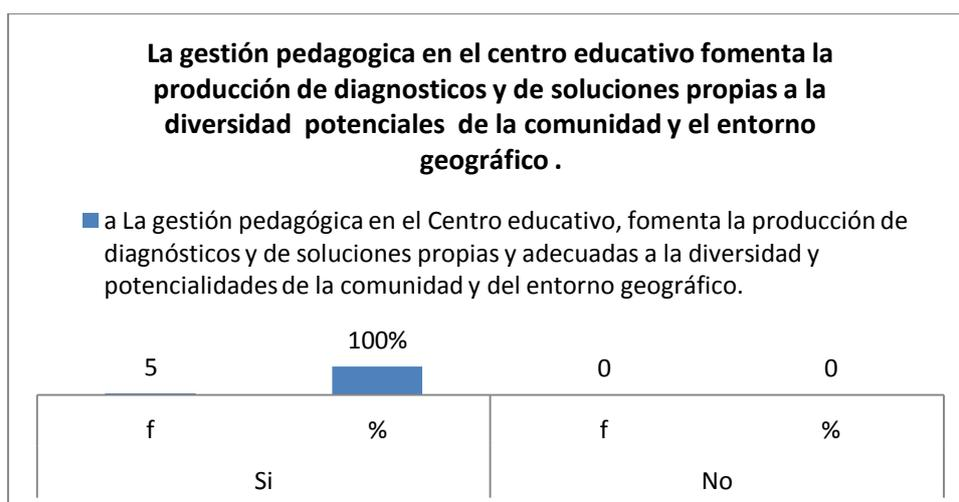 La gestión pedagogica en el centro educativo fomenta la
producción de diagnosticos y de soluciones propias a la
diversidad  potenciales  de la comunidad y el entorno
geográfico .
a La gestión pedagógica en el Centro educativo, fomenta la producción de
diagnósticos y de soluciones propias y adecuadas a la diversidad y
potencialidades de la comunidad y del entorno geográfico.
5 100% 0 0
f % f %
Si No